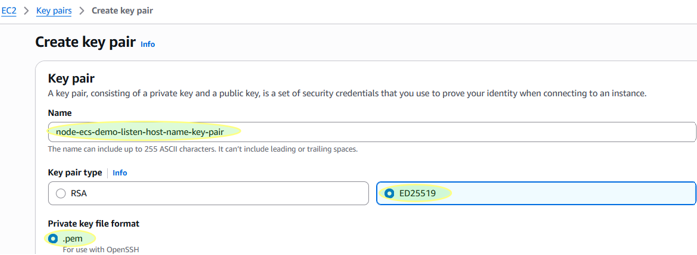 EC2 > Key pairs > Create key pair
Create key pair Info
Key pair
A key pair, consisting of a private key and a public key, is a set of security credentials that you use to prove your identity when connecting to an instance.
Name
node-ecs-demo-listen-host-name-key-pair
The name can include up to 255 ASCII characters. It can't include leading or trailing spaces.
Key pair type | Info
RSA
ED25519
Private key file format
.pem
For use with OpenSSH